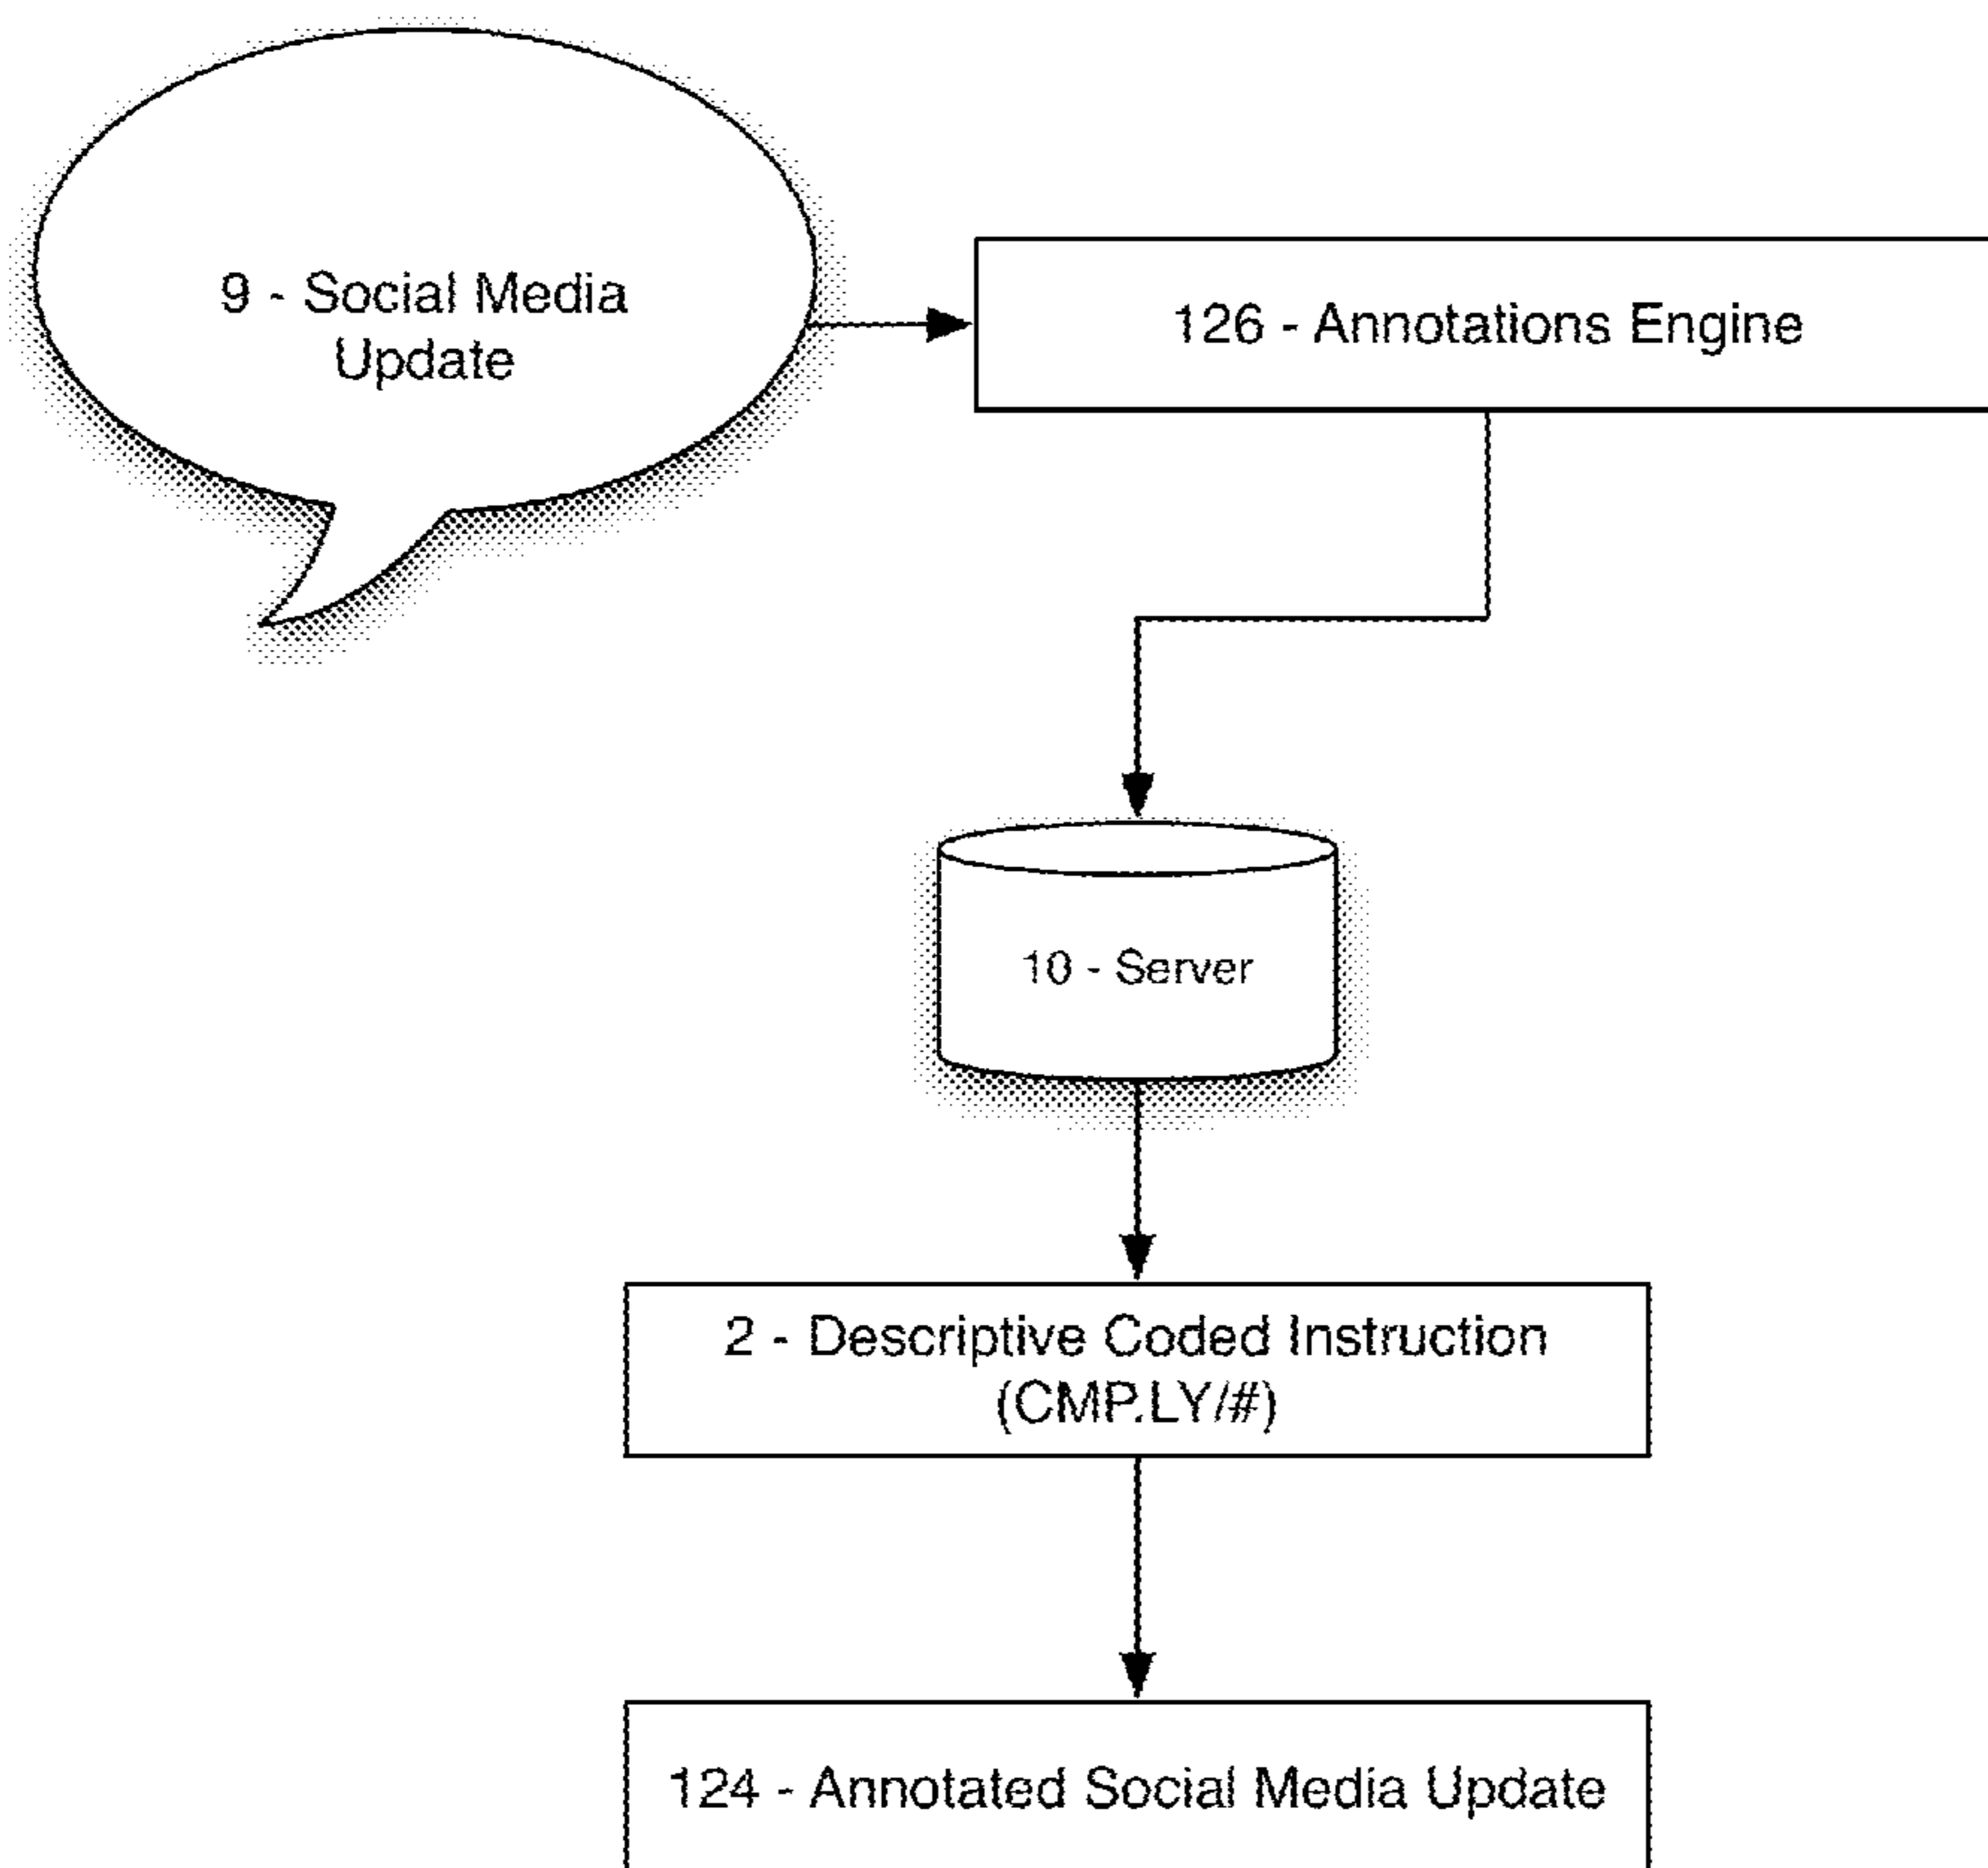 9 - Social Media
Update
126 - Annotations Engine
10 - Server
2 - Descriptive Coded Instruction
(CMP.LY/#)
124 - Annotated Social Media Update